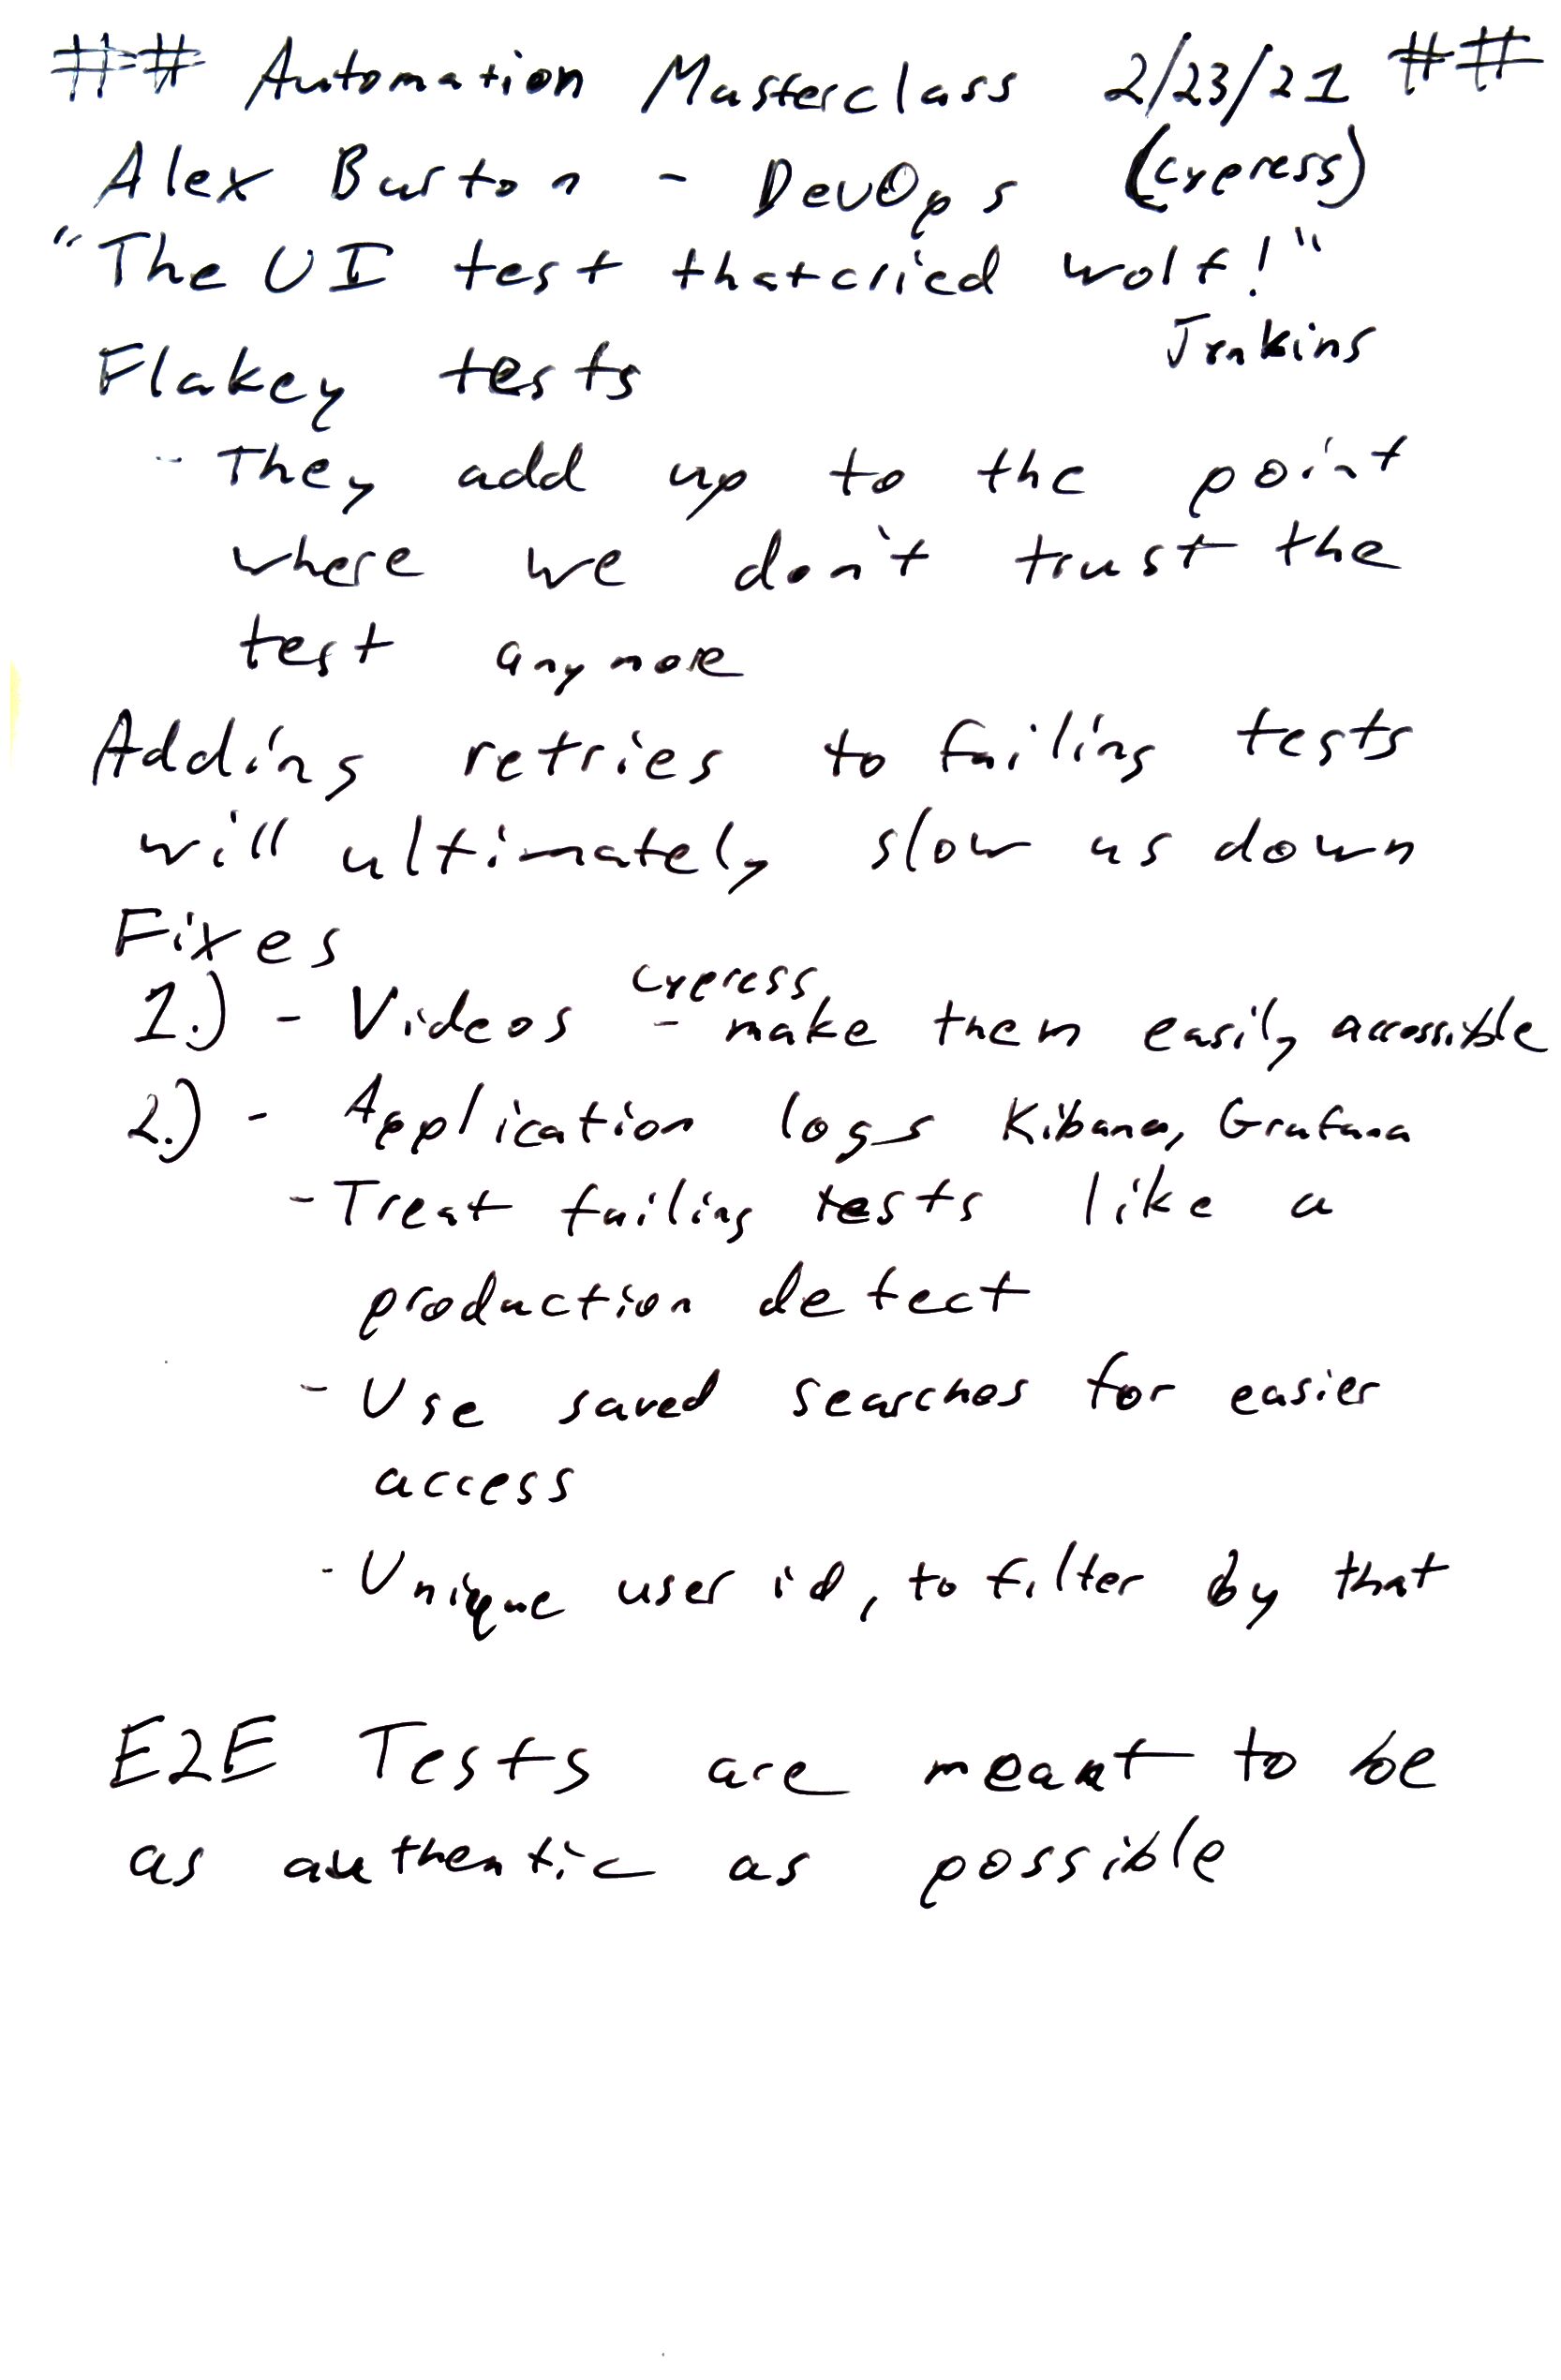 ## Automation Masterclass 2/23/21 ##
Alex Burton - DevOps (Cypress)
"The UI test that cried wolf!"
Jenkins
Flakey tests
- They add up to the point
where we don't trust the
test anymore
Adding retries to failing tests
will ultimately slow us down
Fixes
cypress
1.) - Videos - make them easily accessible
2.) - Application logs Kibana, Grafana
- Treat failing tests like a
production defect
- Use saved searches for easier
access
- Unique user id, to filter by that
E2E Tests are meant to be
as authentic as possible